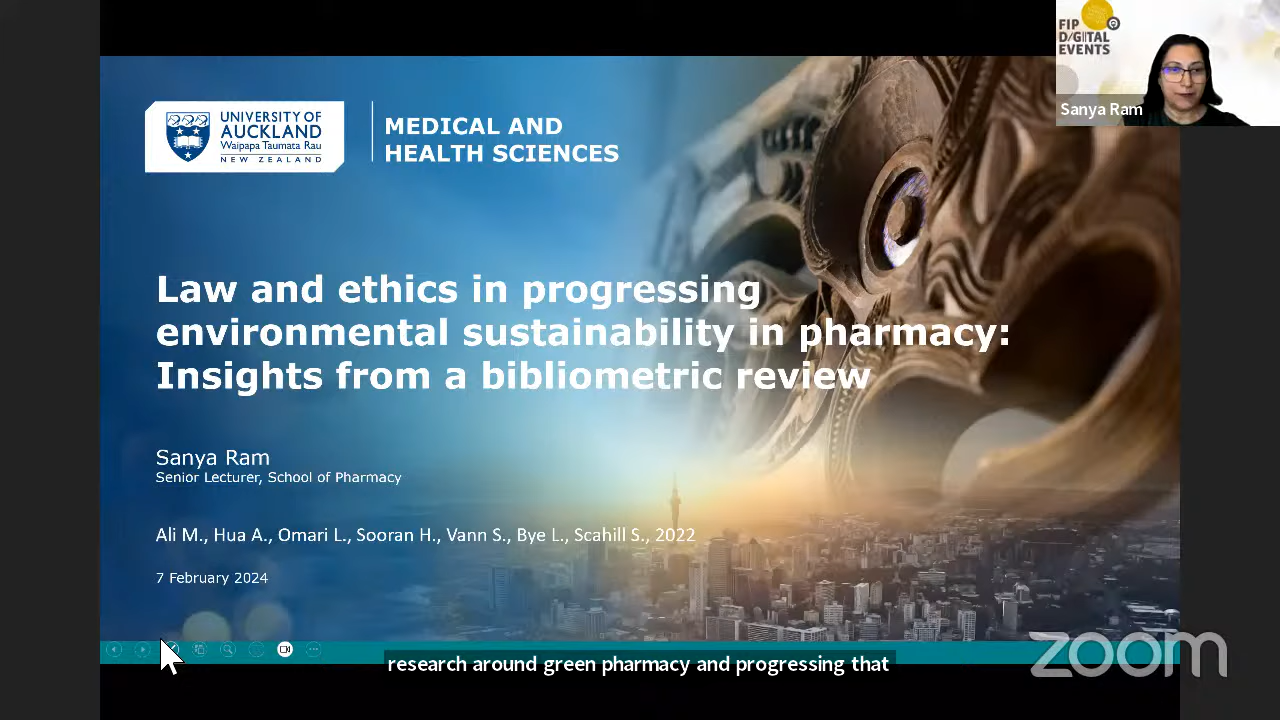 FIP
DIGITAL
EVENTS
Sanya Ram
UNIVERSITY OF
AUCKLAND
Waipapa Taumata Rau
NEW ZEALAND
MEDICAL AND
HEALTH SCIENCES
Law and ethics in progressing
environmental sustainability in pharmacy:
Insights from a bibliometric review
Sanya Ram
Senior Lecturer, School of Pharmacy
Ali M., Hua A., Omari L., Sooran H., Vann S., Bye L., Scahill S., 2022
7 February 2024
research around green pharmacy and progressing that
zoom